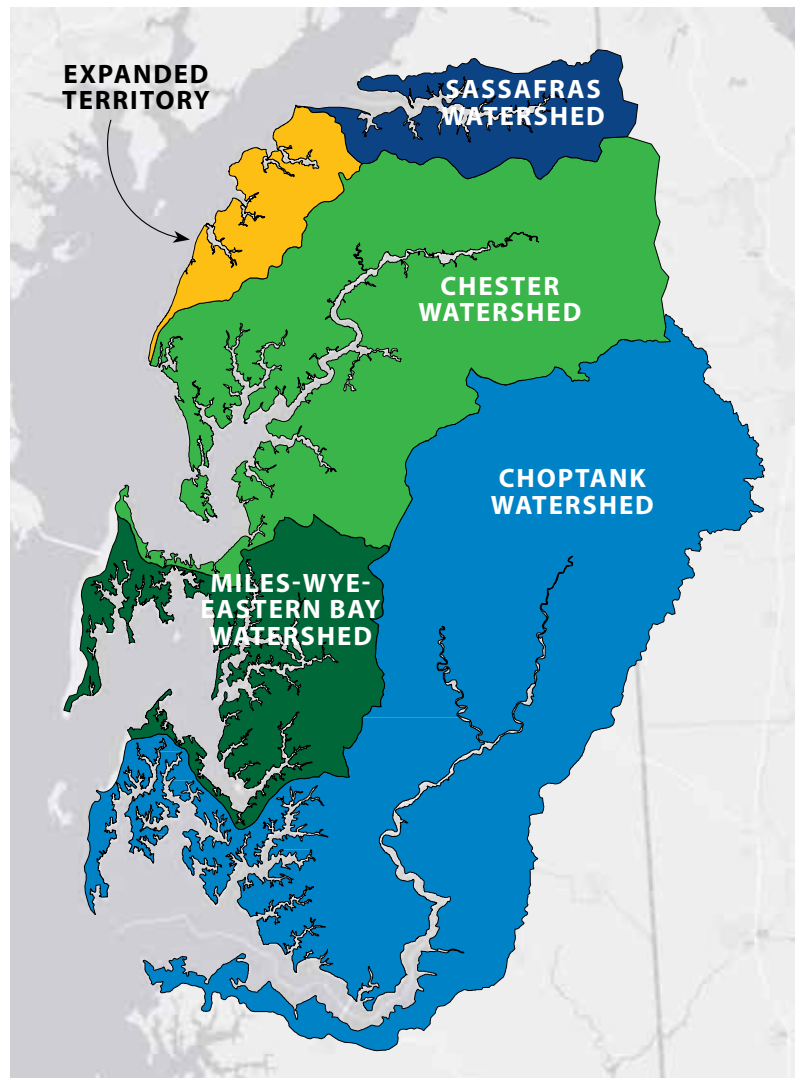 EXPANDED
TERRITORY
SASSAFRAS
WATERSHED
CHESTER
WATERSHED
CHOPTANK
WATERSHED
MILES-WYE-
EASTERN BAY
WATERSHED